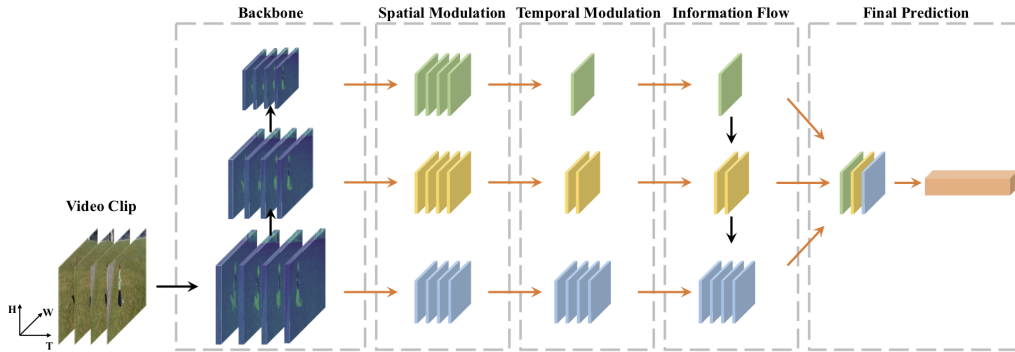 Backbone
Spatial Modulation
Temporal Modulation
Information Flow
Final Prediction
Video Clip
H
W
T